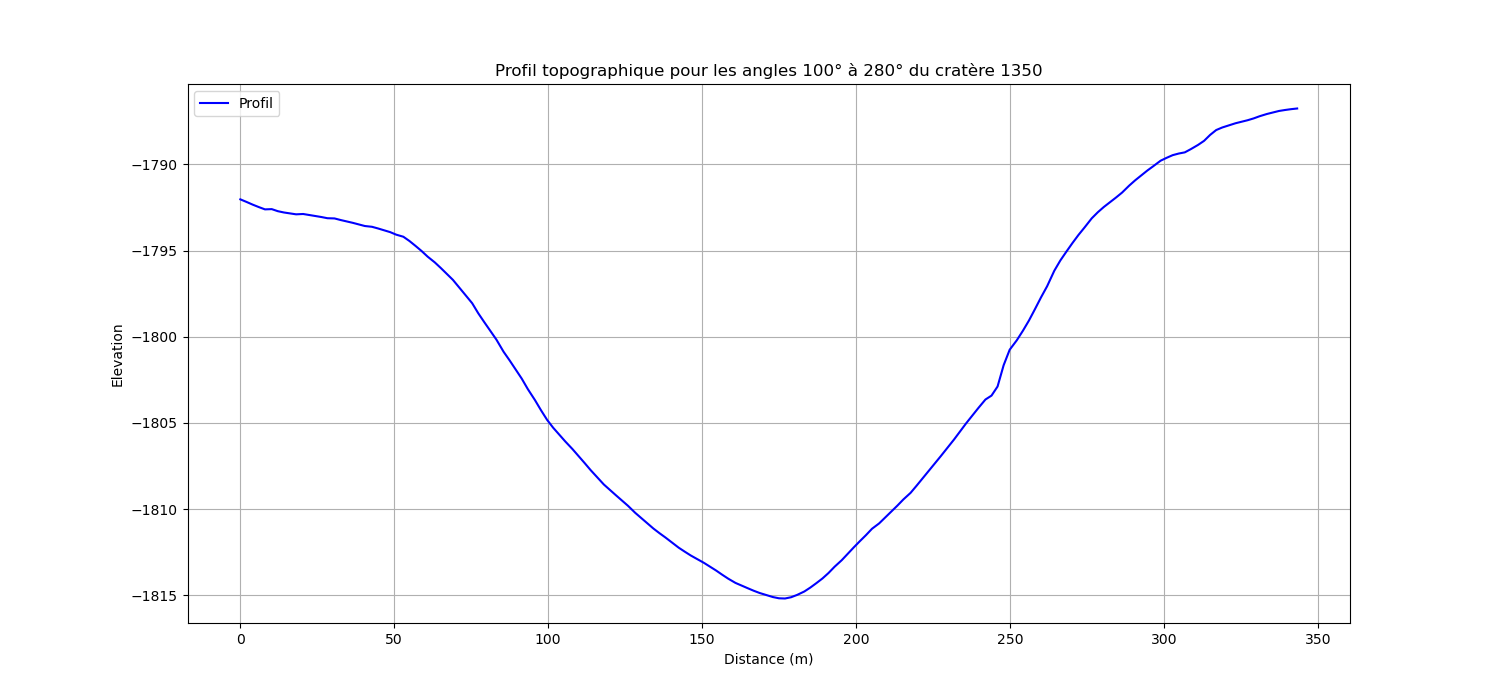 Profil topographique pour les angles 100° à 280° du cratère 1350
Profil
−1790
−1795
−1800
−1805
−1810
−1815
Elevation
0 50 100 150 200 250 300 350
Distance (m)